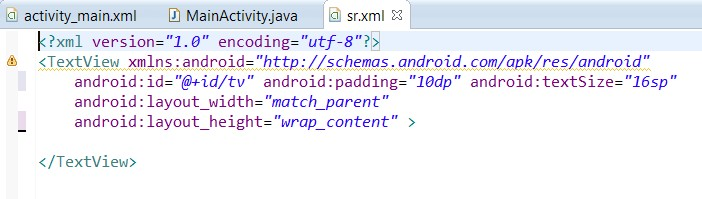 activity_main.xml MainActivity.java sr.xml
<?xml version="1.0" encoding="utf-8"?>
<TextView xmlns:android="http://schemas.android.com/apk/res/android"
    android:id="@+id/tv" android:padding="10dp" android:textSize="16sp"
    android:layout_width="match_parent"
    android:layout_height="wrap_content" >
</TextView>